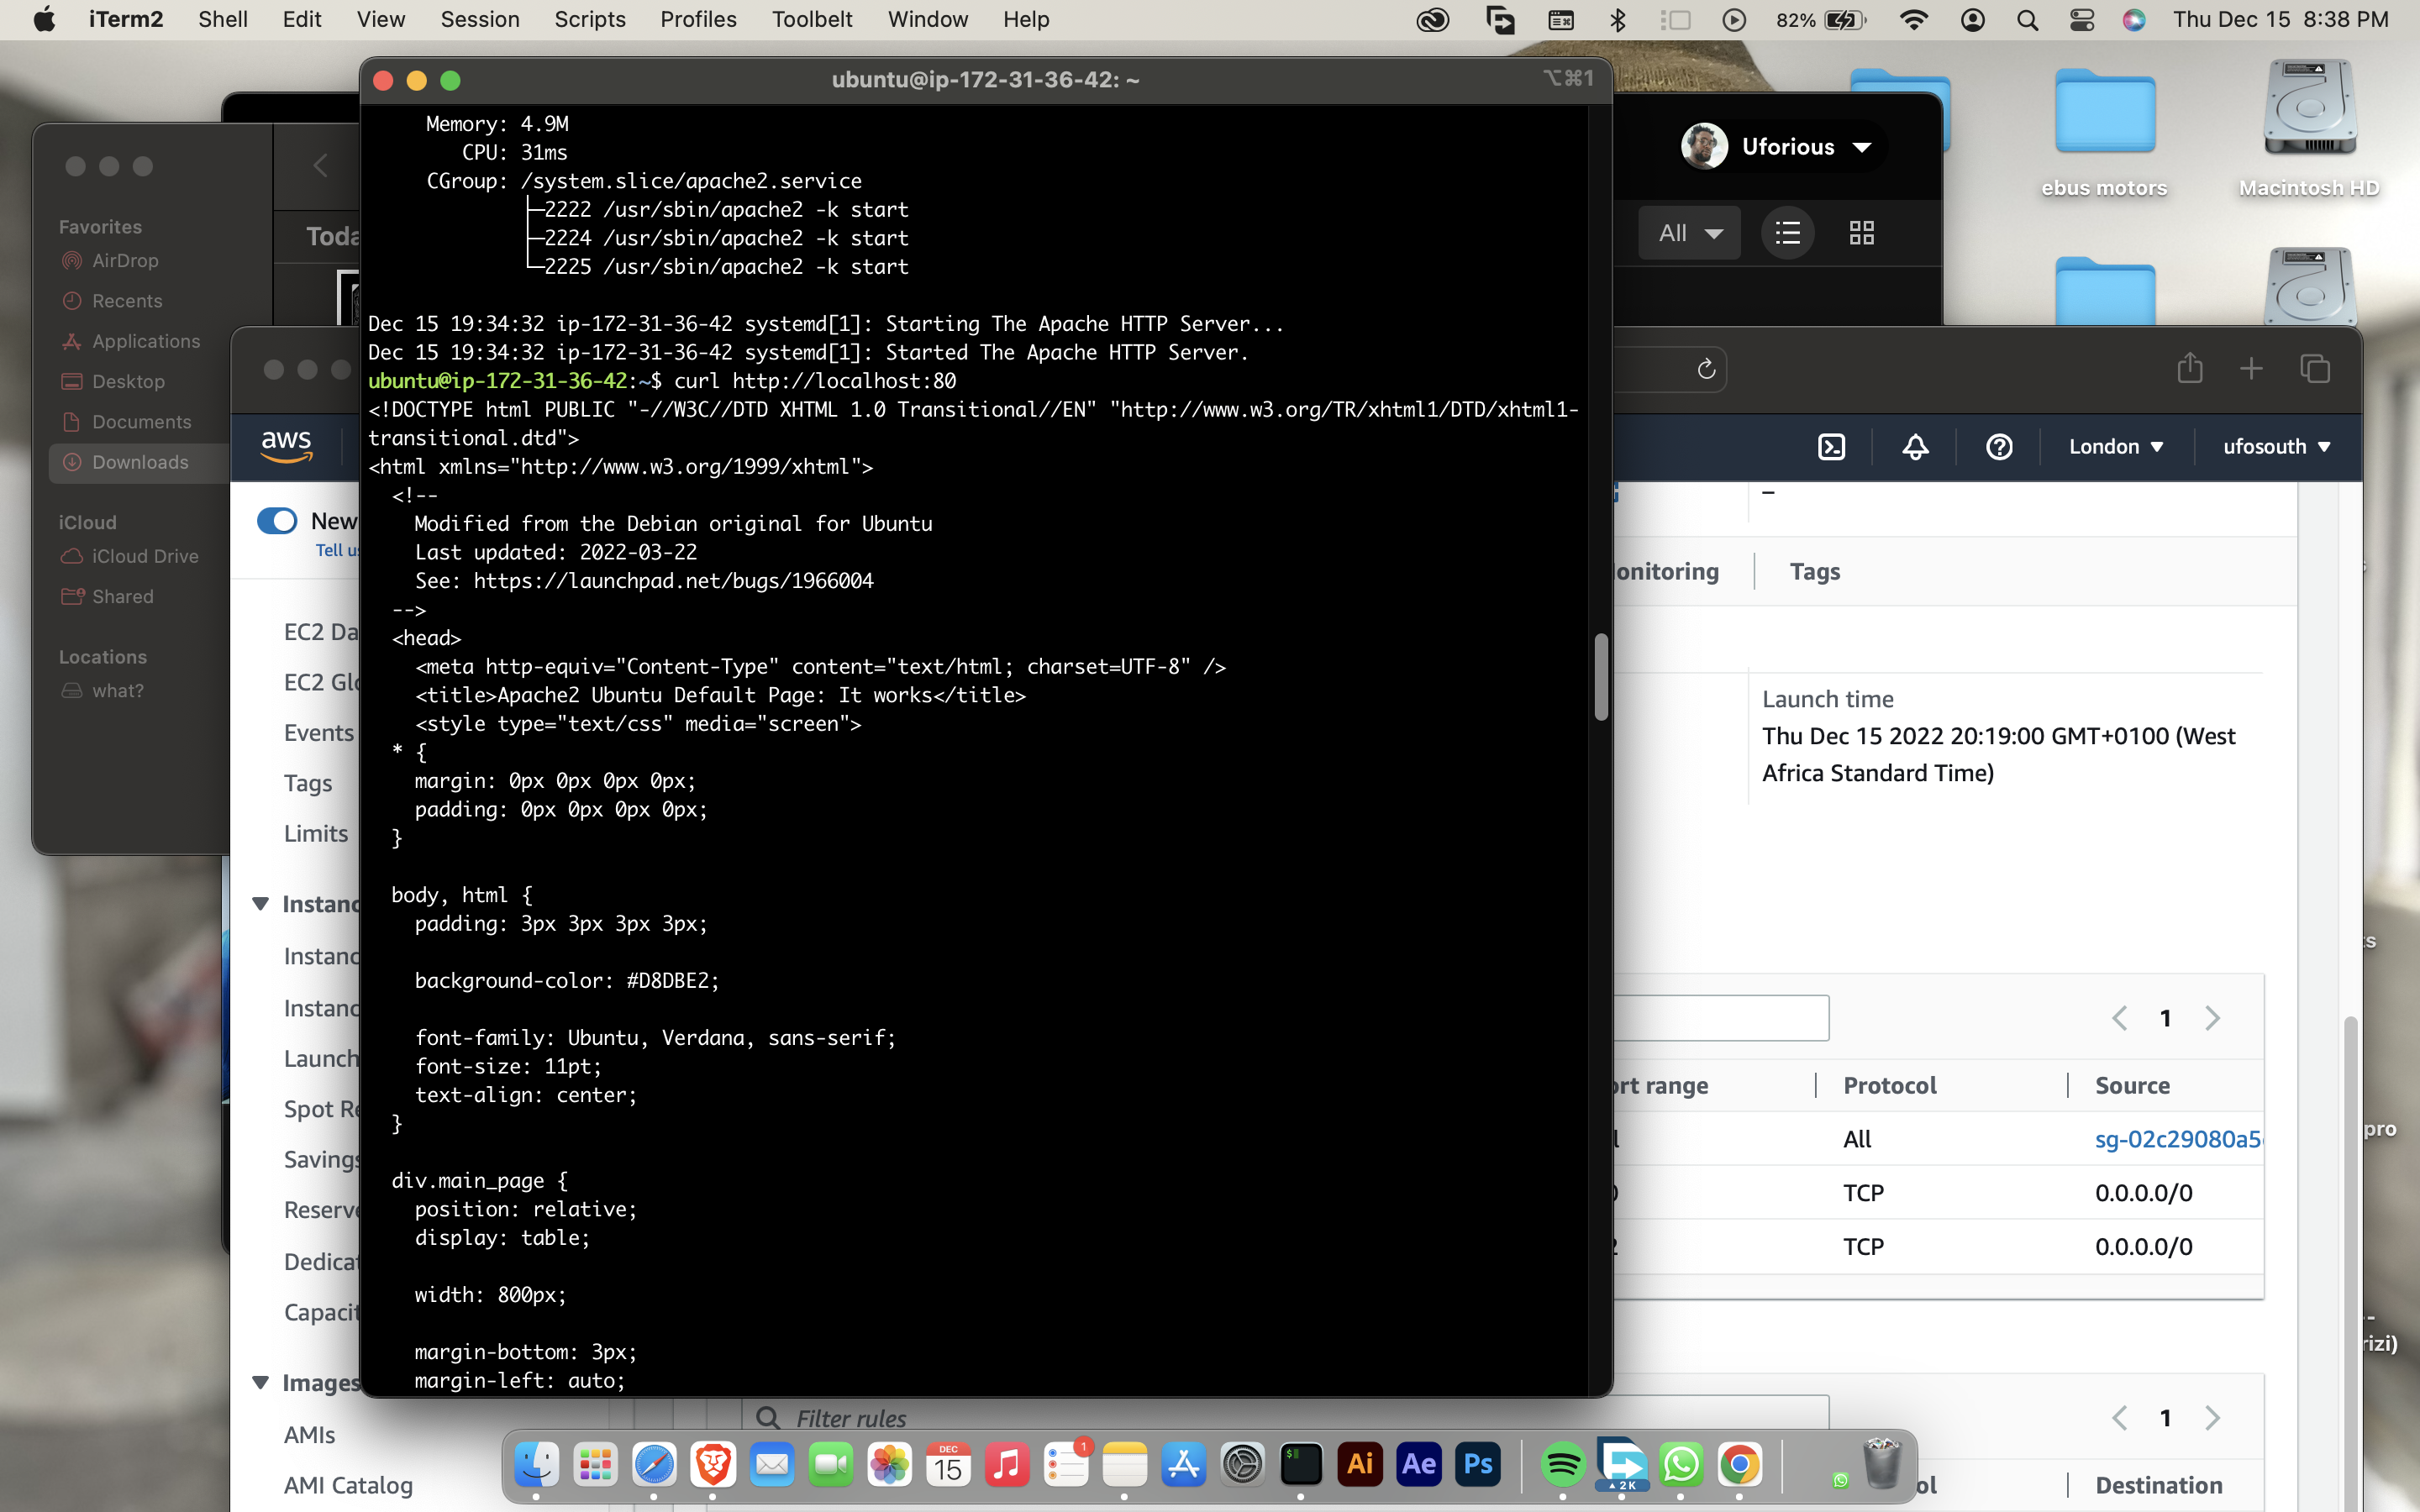 iTerm2 Shell Edit View Session Scripts Profiles Toolbelt Window Help 82% Thu Dec 15 8:38 PM
ubuntu@ip-172-31-36-42: ~ ⌥⌘1
Memory: 4.9M
CPU: 31ms
CGroup: /system.slice/apache2.service
├─2222 /usr/sbin/apache2 -k start
├─2224 /usr/sbin/apache2 -k start
└─2225 /usr/sbin/apache2 -k start
Dec 15 19:34:32 ip-172-31-36-42 systemd[1]: Starting The Apache HTTP Server...
Dec 15 19:34:32 ip-172-31-36-42 systemd[1]: Started The Apache HTTP Server.
ubuntu@ip-172-31-36-42:~$ curl http://localhost:80
<!DOCTYPE html PUBLIC "-//W3C//DTD XHTML 1.0 Transitional//EN" "http://www.w3.org/TR/xhtml1/DTD/xhtml1-
transitional.dtd">
<html xmlns="http://www.w3.org/1999/xhtml">
<!--
Modified from the Debian original for Ubuntu
Last updated: 2022-03-22
See: https://launchpad.net/bugs/1966004
-->
<head>
<meta http-equiv="Content-Type" content="text/html; charset=UTF-8" />
<title>Apache2 Ubuntu Default Page: It works</title>
<style type="text/css" media="screen">
* {
margin: 0px 0px 0px 0px;
padding: 0px 0px 0px 0px;
}
body, html {
padding: 3px 3px 3px 3px;
background-color: #D8DBE2;
font-family: Ubuntu, Verdana, sans-serif;
font-size: 11pt;
text-align: center;
}
div.main_page {
position: relative;
display: table;
width: 800px;
margin-bottom: 3px;
margin-left: auto;
Favorites
AirDrop
Recents
Applications
Desktop
Documents
Downloads
iCloud
iCloud Drive
Shared
Locations
what?
Toda
aws
New
Tell us
EC2 Da
EC2 Glo
Events
Tags
Limits
Instanc
Instanc
Instanc
Launch
Spot Re
Savings
Reserve
Dedicat
Capacit
Images
AMIs
AMI Catalog
Uforious
All
ebus motors
Macintosh HD
London ufosouth
–
onitoring Tags
Launch time
Thu Dec 15 2022 20:19:00 GMT+0100 (West
Africa Standard Time)
1
ort range Protocol Source
All sg-02c29080a5
TCP 0.0.0.0/0
TCP 0.0.0.0/0
Filter rules
1
ol Destination
ts
pro
rizi)
DEC
15
1
Ai Ae Ps
2 K